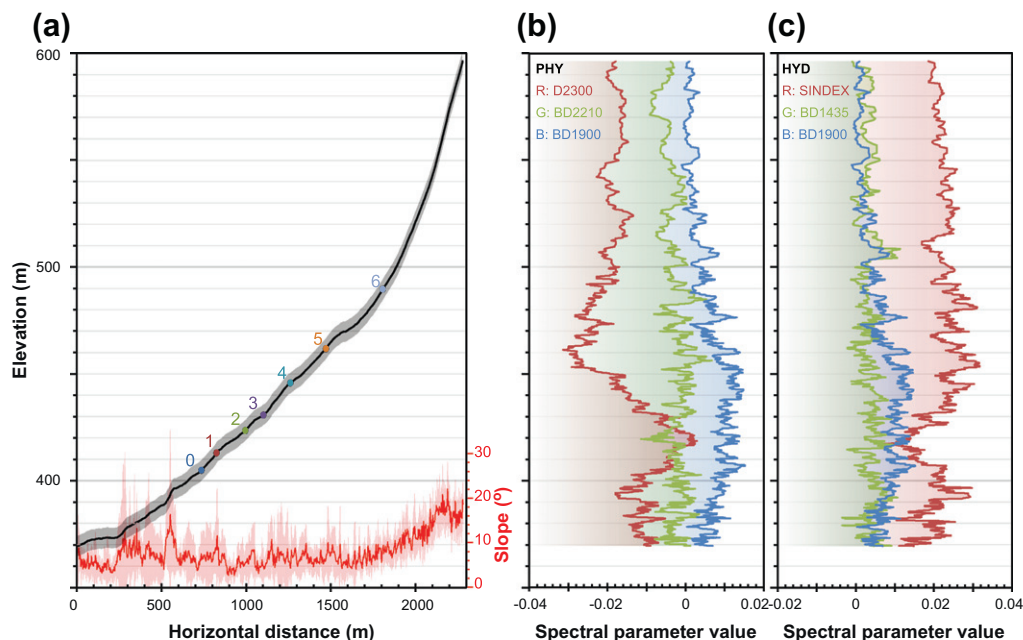 (a)
(b)
(c)
600
500
400
Elevation (m)
0
1
2
3
4
5
6
30
20
10
0
Slope (º)
0 500 1000 1500 2000
Horizontal distance (m)
PHY
R: D2300
G: BD2210
B: BD1900
-0.04 -0.02 0 0.02
Spectral parameter value
HYD
R: SINDEX
G: BD1435
B: BD1900
-0.02 0 0.02 0.04
Spectral parameter value